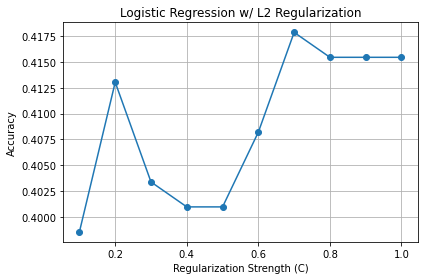 Logistic Regression w/ L2 Regularization
Accuracy
0.4175
0.4150
0.4125
0.4100
0.4075
0.4050
0.4025
0.4000
0.2 0.4 0.6 0.8 1.0
Regularization Strength (C)